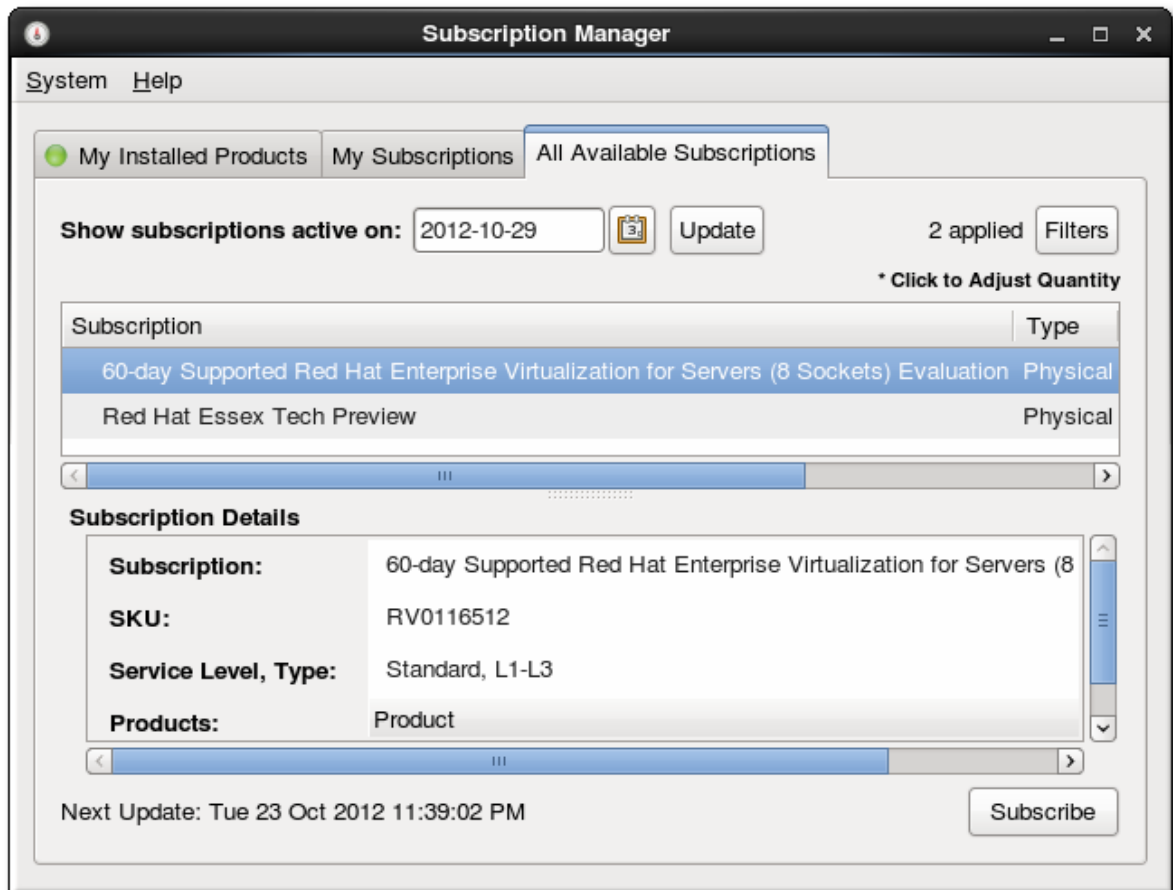 Subscription Manager
System Help
My Installed Products My Subscriptions All Available Subscriptions
Show subscriptions active on: 2012-10-29 Update 2 applied Filters
* Click to Adjust Quantity
Subscription Type
60-day Supported Red Hat Enterprise Virtualization for Servers (8 Sockets) Evaluation Physical
Red Hat Essex Tech Preview Physical
Subscription Details
Subscription: 60-day Supported Red Hat Enterprise Virtualization for Servers (8
SKU: RV0116512
Service Level, Type: Standard, L1-L3
Products: Product
Next Update: Tue 23 Oct 2012 11:39:02 PM Subscribe